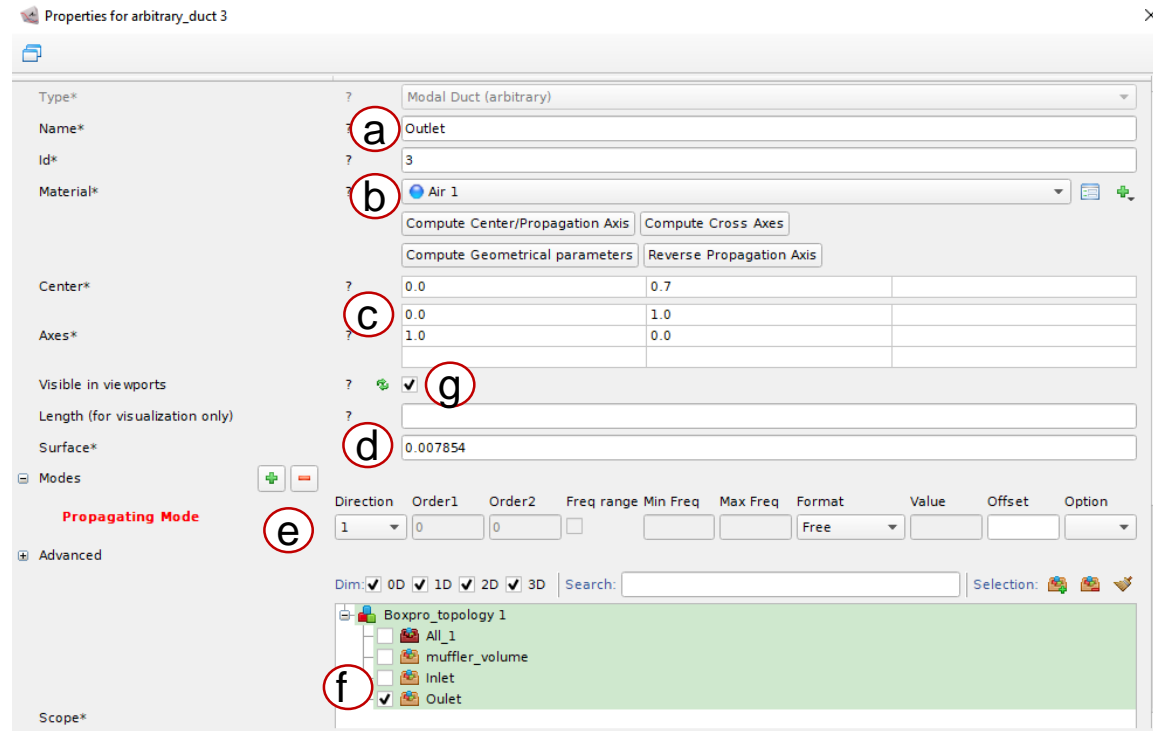 Properties for arbitrary_duct 3
Type* ? Modal Duct (arbitrary)
Name* ? a Outlet
Id* ? 3
Material* ? b Air 1
Compute Center/Propagation Axis Compute Cross Axes
Compute Geometrical parameters Reverse Propagation Axis
Center* ? 0.0 0.7
c 0.0 1.0
Axes* ? 1.0 0.0
Visible in viewports ? g
Length (for visualization only) ?
Surface* d 0.007854
Modes
Direction Order1 Order2 Freq range Min Freq Max Freq Format Value Offset Option
Propagating Mode e 1 0 0 Free
Advanced
Dim: 0D 1D 2D 3D Search: Selection:
Boxpro_topology 1
All_1
muffler_volume
Inlet
f Oulet
Scope*